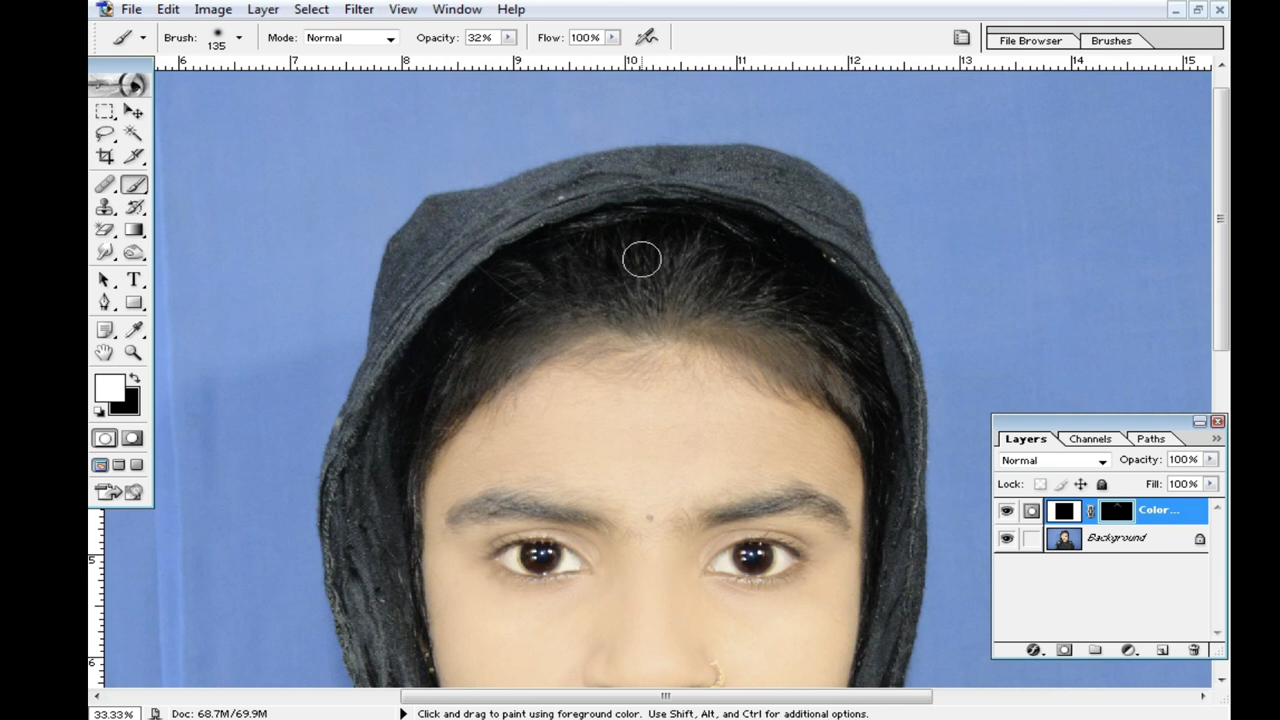 File Edit Image Layer Select Filter View Window Help
Brush: 135 Mode: Normal Opacity: 32% Flow: 100% File Browser Brushes
6 7 8 9 10 11 12 13 14 15
T
Layers Channels Paths
Normal Opacity: 100%
Lock: Fill: 100%
Color...
Background
5
6
33.33% Doc: 68.7M/69.9M Click and drag to paint using foreground color. Use Shift, Alt, and Ctrl for additional options.